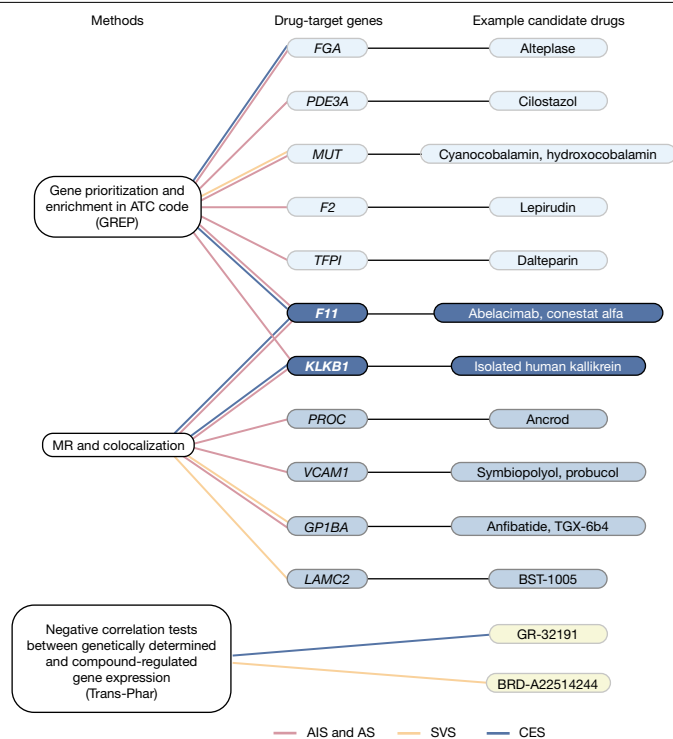 Methods
Drug-target genes
Example candidate drugs
FGA
Alteplase
PDE3A
Cilostazol
MUT
Cyanocobalamin, hydroxocobalamin
Gene prioritization and
enrichment in ATC code
(GREP)
F2
Lepirudin
TFPI
Dalteparin
F11
Abelacimab, conestat alfa
KLKB1
Isolated human kallikrein
MR and colocalization
PROC
Ancrod
VCAM1
Symbiopolyol, probucol
GP1BA
Anfibatide, TGX-6b4
LAMC2
BST-1005
Negative correlation tests
between genetically determined
and compound-regulated
gene expression
(Trans-Phar)
GR-32191
BRD-A22514244
AIS and AS
SVS
CES